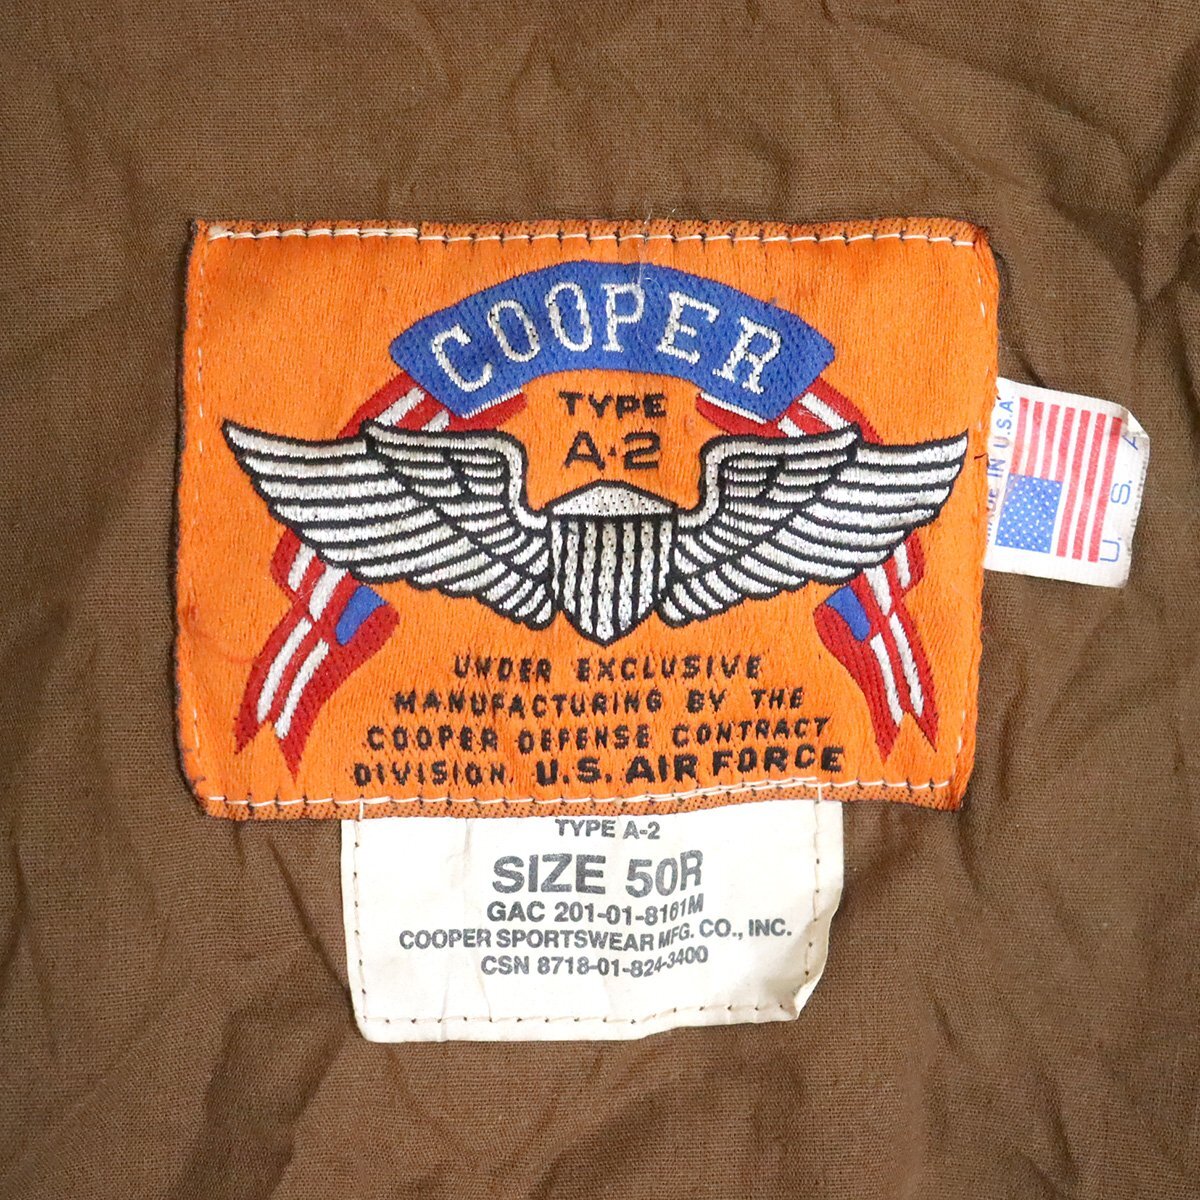 COOPER
TYPE
A-2
UNDER EXCLUSIVE
MANUFACTURING BY THE
COOPER DEFENSE CONTRACT
DIVISION. U.S. AIR FORCE
MADE IN U.S.A.
U S. A
TYPE A-2
SIZE 50R
GAC 201-01-8161M
COOPER SPORTSWEAR MFG. CO., INC.
CSN 8718-01-824-3400